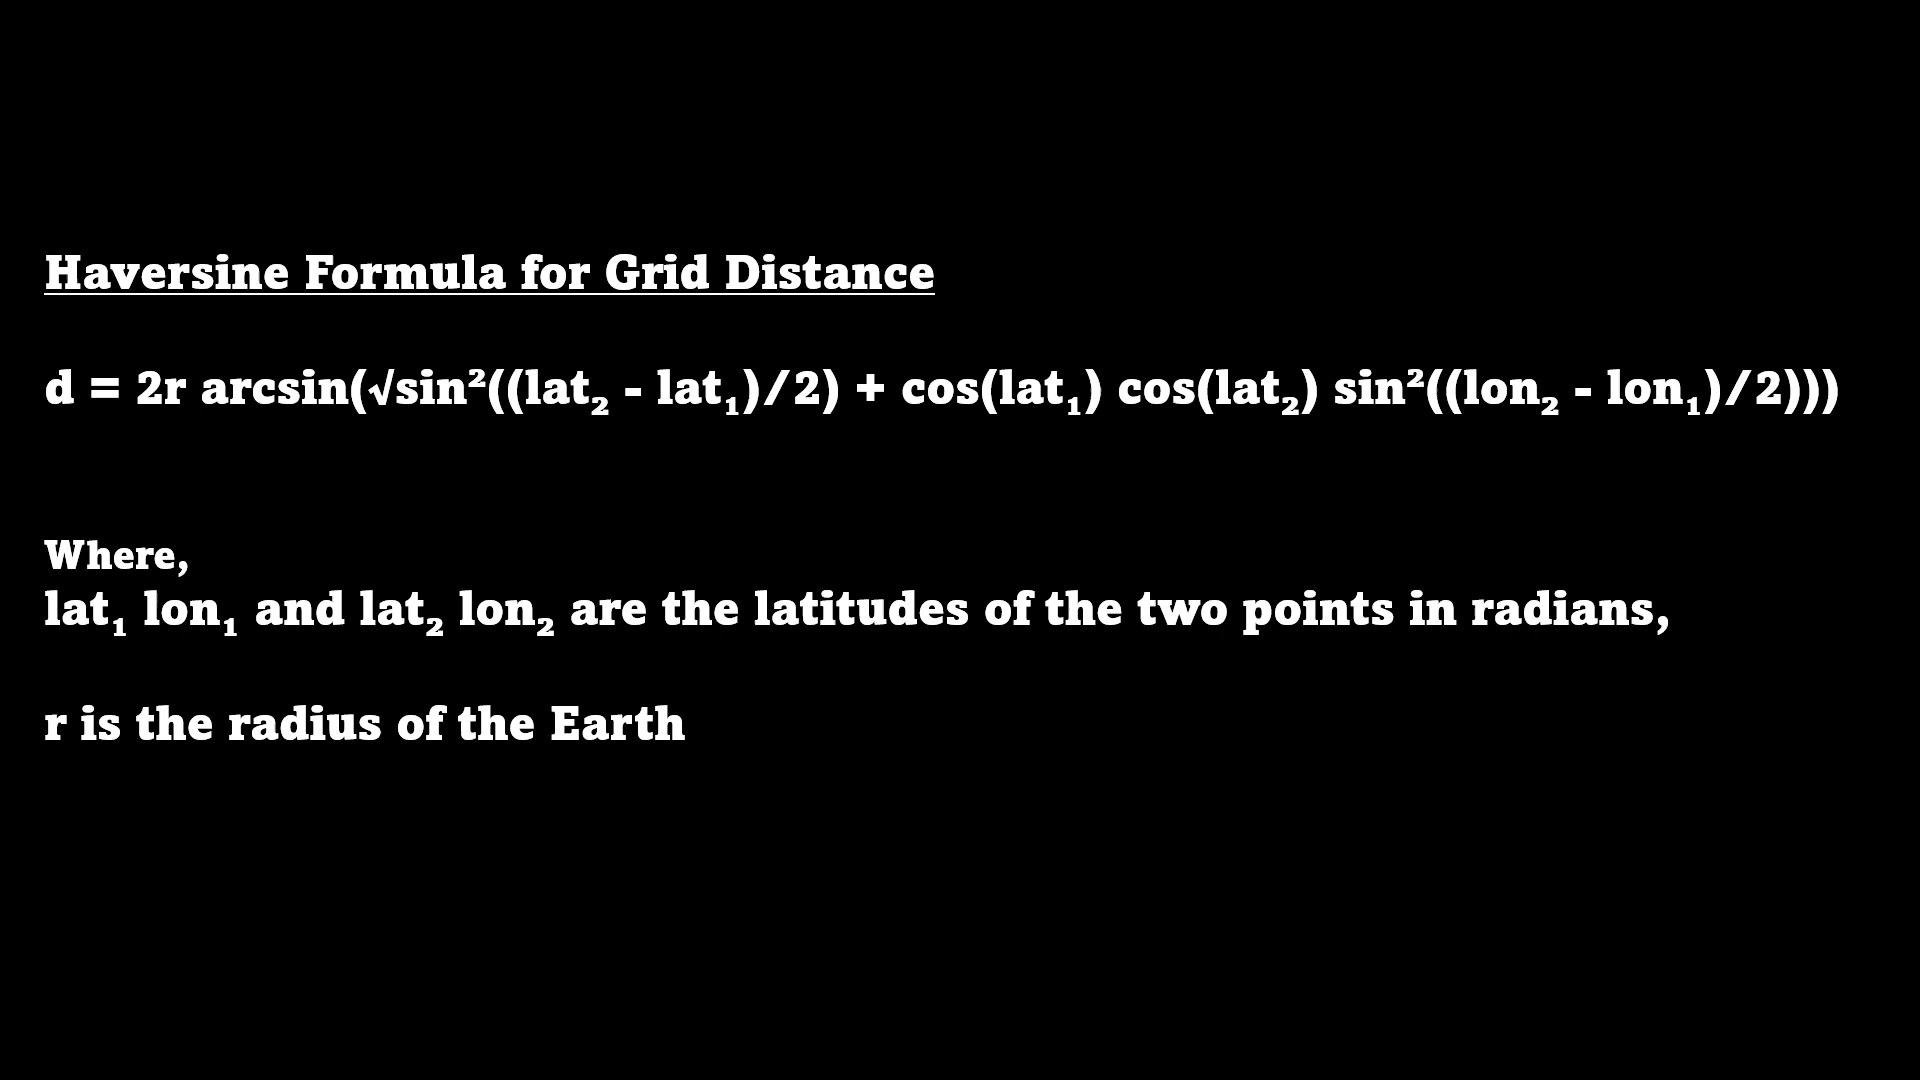 Haversine Formula for Grid Distance
d = 2r arcsin(√sin²((lat₂ - lat₁)/2) + cos(lat₁) cos(lat₂) sin²((lon₂ - lon₁)/2)))
Where,
lat₁ lon₁ and lat₂ lon₂ are the latitudes of the two points in radians,
r is the radius of the Earth